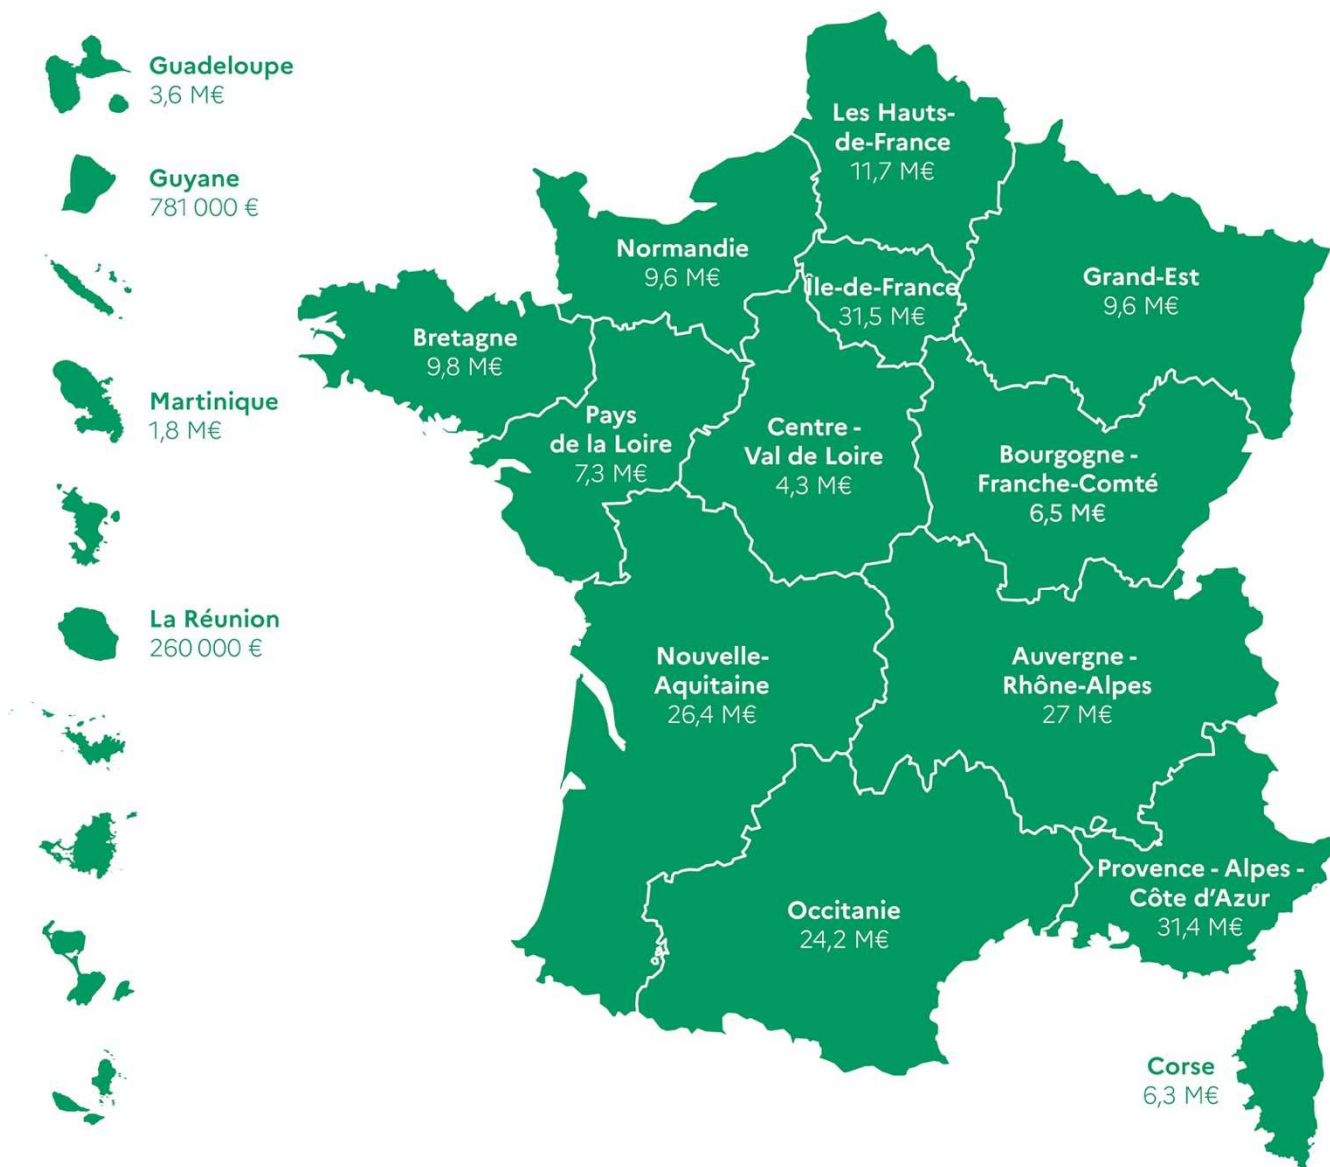 Guadeloupe
3,6 M€
Guyane
781 000 €
Martinique
1,8 M€
La Réunion
260 000 €
Les Hauts-
de-France
11,7 M€
Normandie
9,6 M€
Île-de-France
31,5 M€
Grand-Est
9,6 M€
Bretagne
9,8 M€
Pays
de la Loire
7,3 M€
Centre -
Val de Loire
4,3 M€
Bourgogne -
Franche-Comté
6,5 M€
Nouvelle-
Aquitaine
26,4 M€
Auvergne -
Rhône-Alpes
27 M€
Occitanie
24,2 M€
Provence - Alpes -
Côte d’Azur
31,4 M€
Corse
6,3 M€